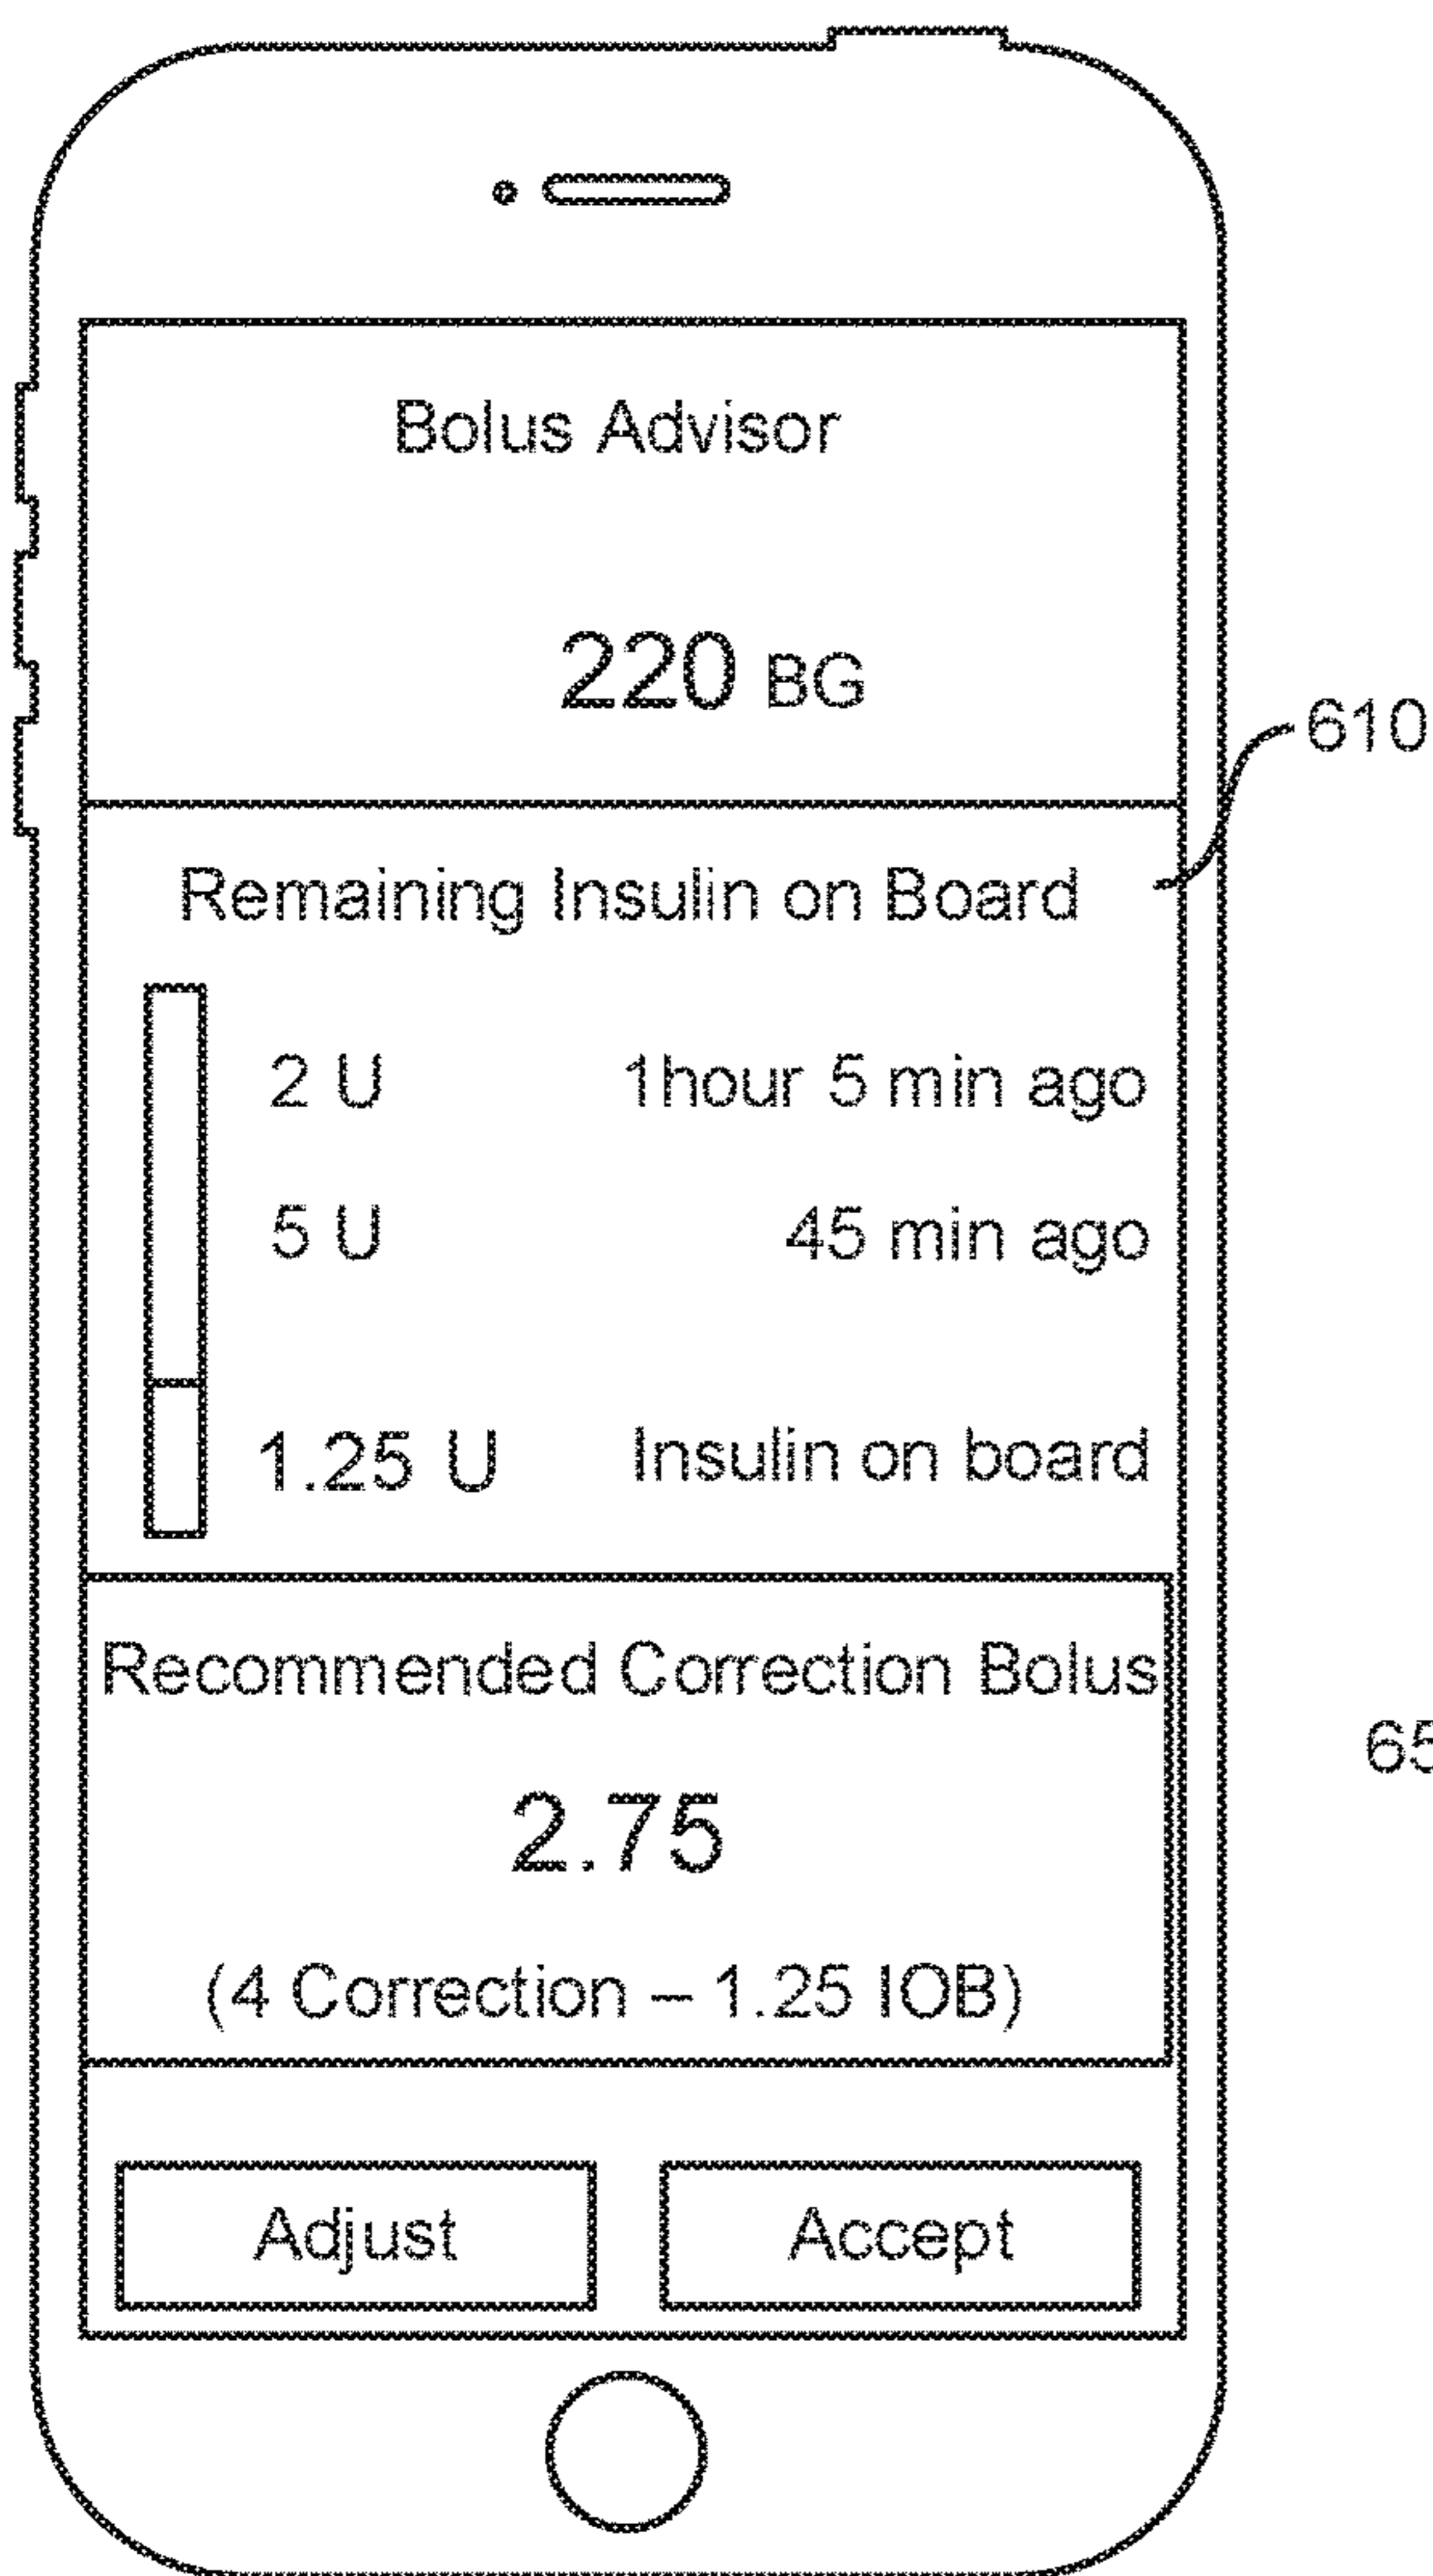 Bolus Advisor
220 BG
610
Remaining Insulin on Board
2 U 1hour 5 min ago
5 U 45 min ago
1.25 U Insulin on board
Recommended Correction Bolus
65
2.75
(4 Correction – 1.25 IOB)
Adjust Accept